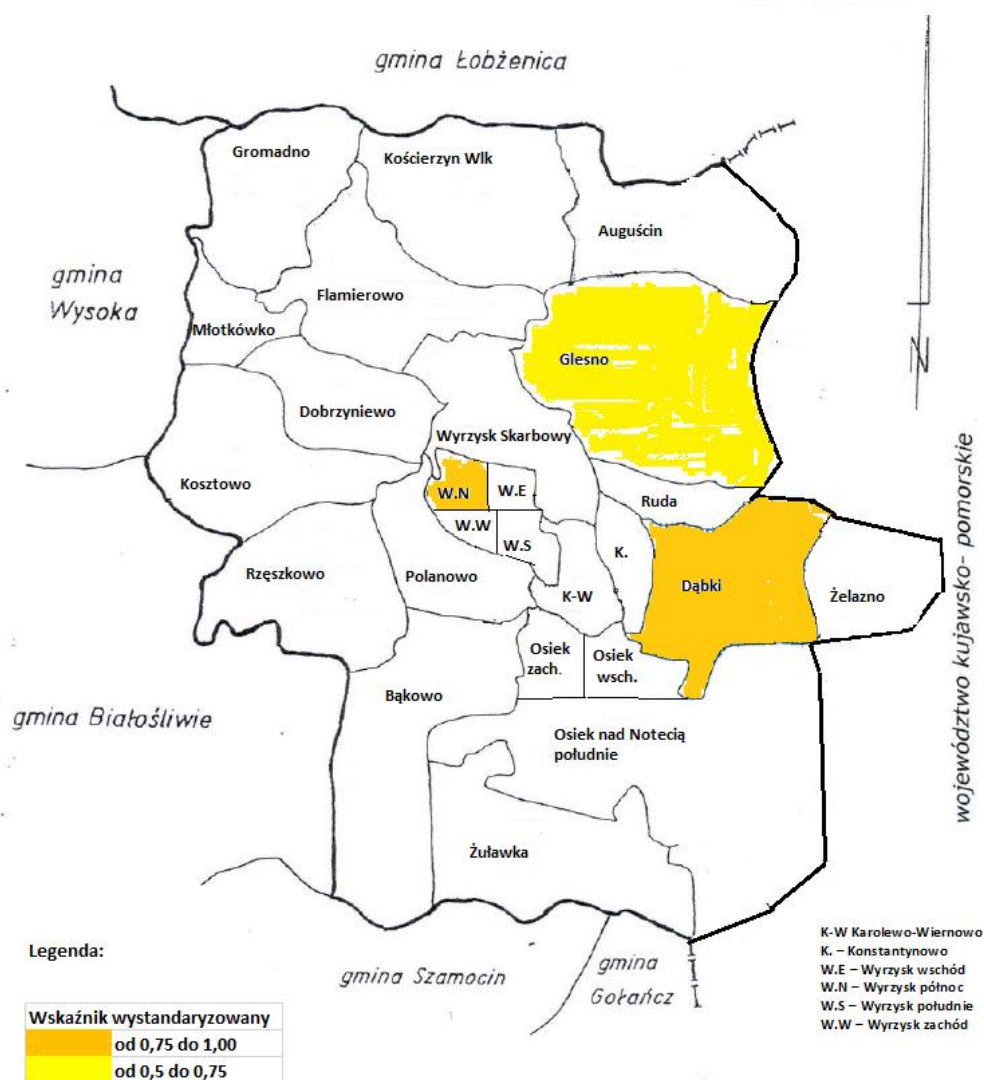 gmina Łobżenica
Gromadno
Kościerzyn Wlk
Auguścin
gmina
Wysoka
Flamierowo
Młotkówko
Glesno
N
Dobrzyniewo
Wyrzysk Skarbowy
Kosztowo
W.N
W.E
Ruda
W.W
W.S
K.
Rzęszkowo
Polanowo
K-W
Dąbki
Żelazno
województwo kujawsko- pomorskie
Osiek
zach.
Osiek
wsch.
Bąkowo
gmina Białośliwie
Osiek nad Notecią
południe
Żuławka
Legenda:
gmina Szamocin
gmina
Gołańcz
K-W Karolewo-Wiernowo
K. – Konstantynowo
W.E – Wyrzysk wschód
W.N – Wyrzysk północ
W.S – Wyrzysk południe
W.W – Wyrzysk zachód
Wskaźnik wystandaryzowany
od 0,75 do 1,00
od 0,5 do 0,75